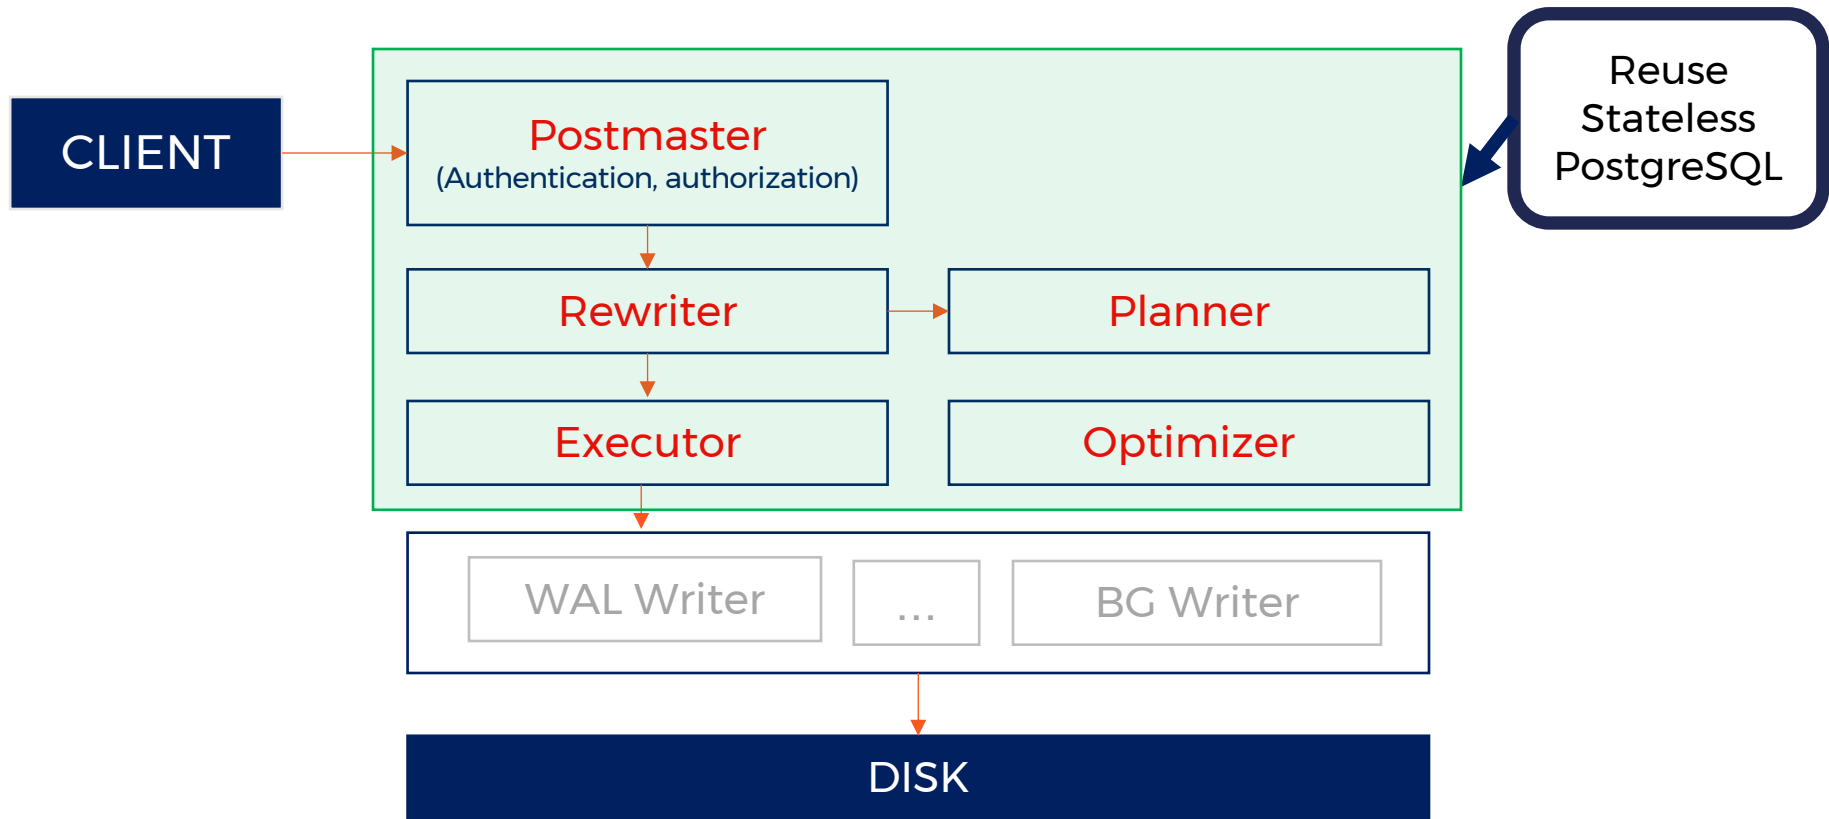 CLIENT
Postmaster
(Authentication, authorization)
Reuse
Stateless
PostgreSQL
Rewriter
Planner
Executor
Optimizer
WAL Writer
...
BG Writer
DISK